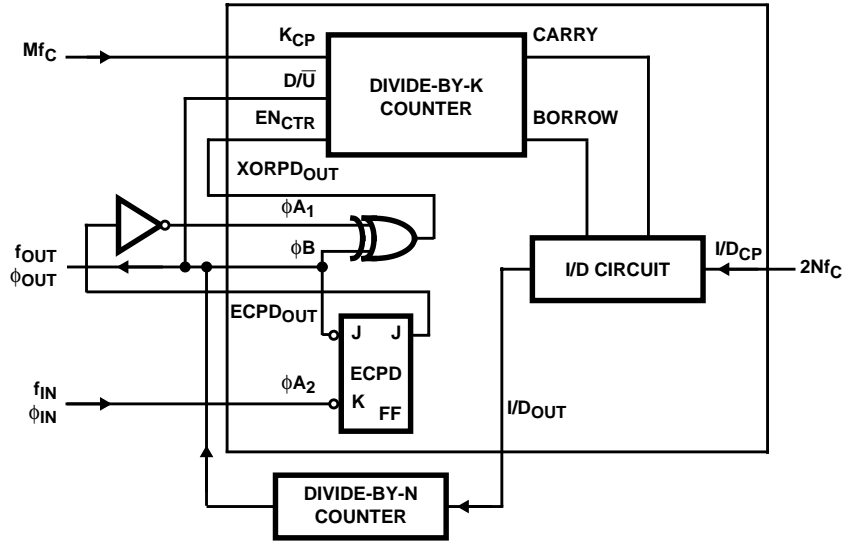 Mf_C
K_CP
D/U̅
EN_CTR
DIVIDE-BY-K
COUNTER
CARRY
BORROW
XORPD_OUT
ϕA_1
ϕB
f_OUT
ϕ_OUT
I/D CIRCUIT
I/D_CP
2Nf_C
ECPD_OUT
J J
ECPD
K
FF
ϕA_2
f_IN
ϕ_IN
I/D_OUT
DIVIDE-BY-N
COUNTER